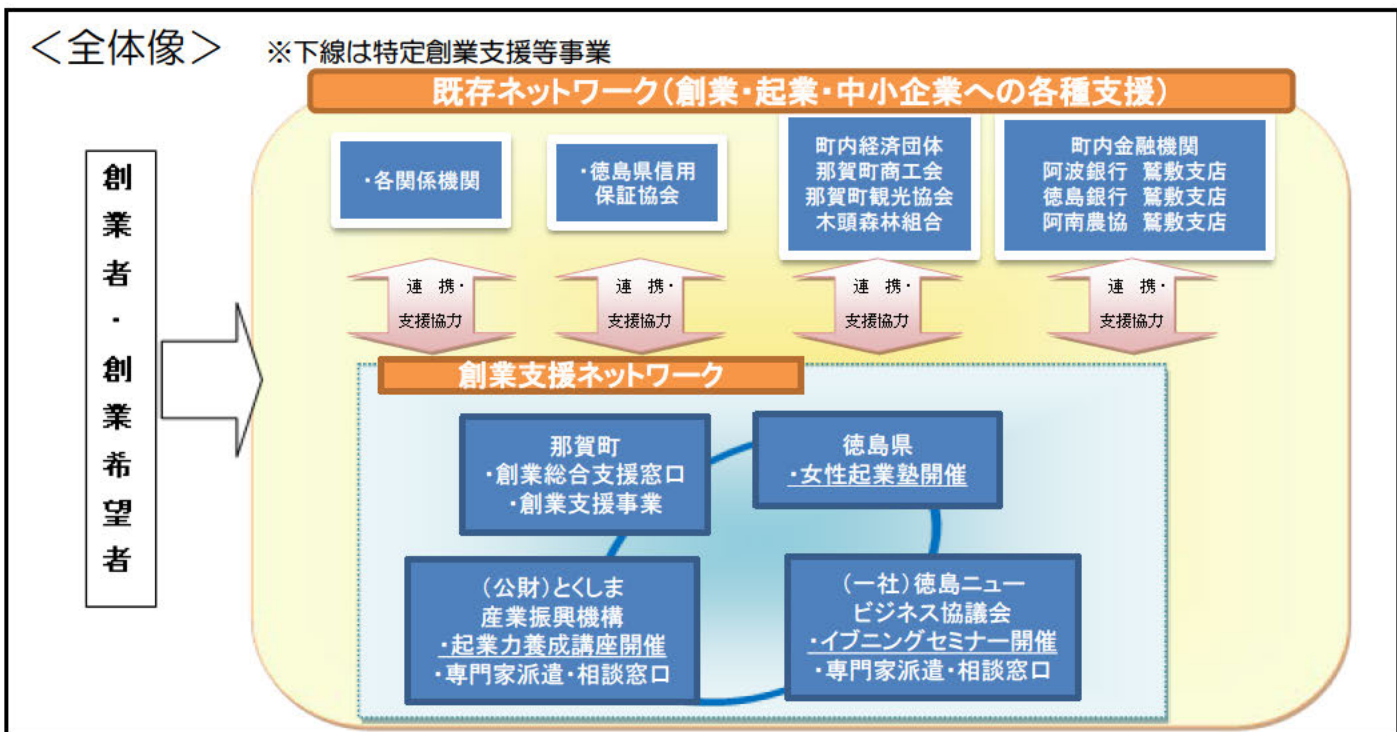 ＜全体像＞ ※下線は特定創業支援等事業
既存ネットワーク(創業・起業・中小企業への各種支援)
創業者・創業希望者
・各関係機関
・徳島県信用
保証協会
町内経済団体
那賀町商工会
那賀町観光協会
木頭森林組合
町内金融機関
阿波銀行 鷲敷支店
徳島銀行 鷲敷支店
阿南農協 鷲敷支店
連 携・
支援協力
連 携・
支援協力
連 携・
支援協力
連 携・
支援協力
創業支援ネットワーク
那賀町
・創業総合支援窓口
・創業支援事業
徳島県
・女性起業塾開催
(公財)とくしま
産業振興機構
・起業力養成講座開催
・専門家派遣・相談窓口
(一社)徳島ニュー
ビジネス協議会
・イブニングセミナー開催
・専門家派遣・相談窓口